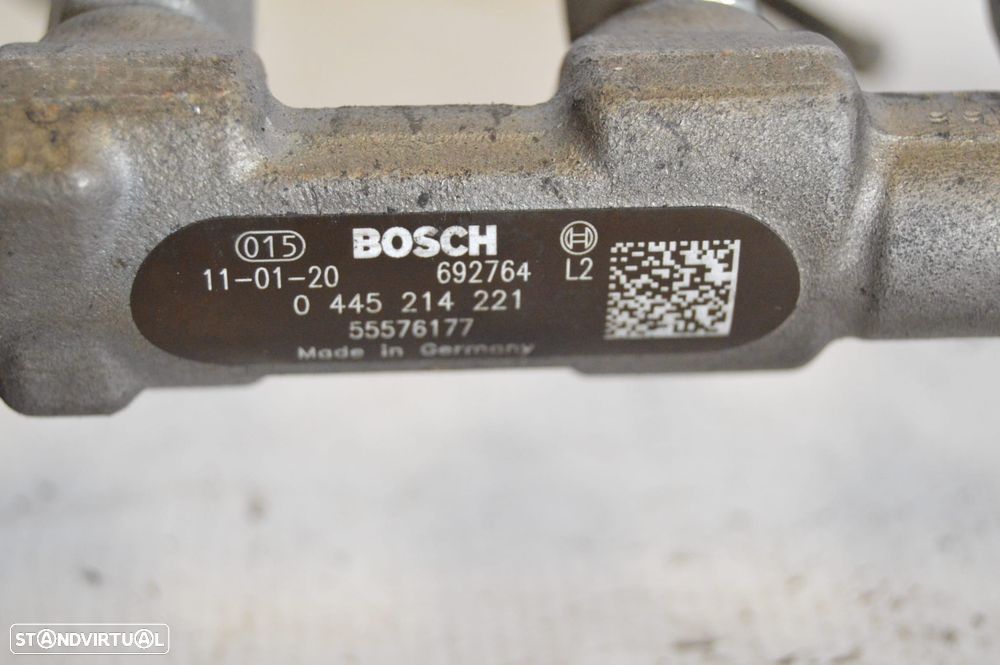 015 BOSCH
11-01-20 692764 L2
0 445 214 221
55576177
Made in Germany
STANDVIRTUAL